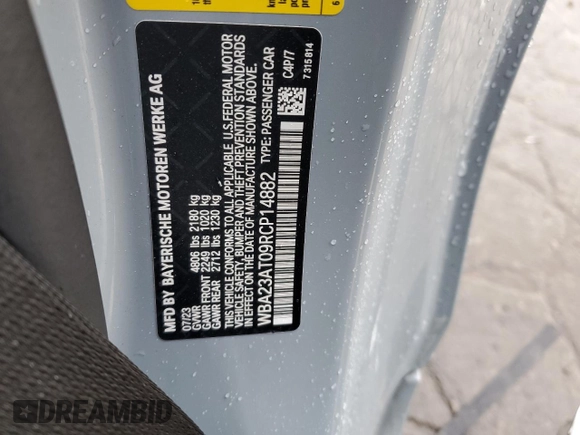 MFD BY BAYERISCHE MOTOREN WERKE AG
07/23
GVWR 4806 lbs 2180 kg
GAWR FRONT 2249 lbs 1020 kg
GAWR REAR 2712 lbs 1230 kg
THIS VEHICLE CONFORMS TO ALL APPLICABLE U.S. FEDERAL MOTOR
VEHICLE SAFETY, BUMPER AND THEFT PREVENTION STANDARDS
IN EFFECT ON THE DATE OF MANUFACTURE SHOWN ABOVE.
WBA23AT09RCP14882 TYPE: PASSENGER CAR
C4P/7
7 315 814
DREAMBID